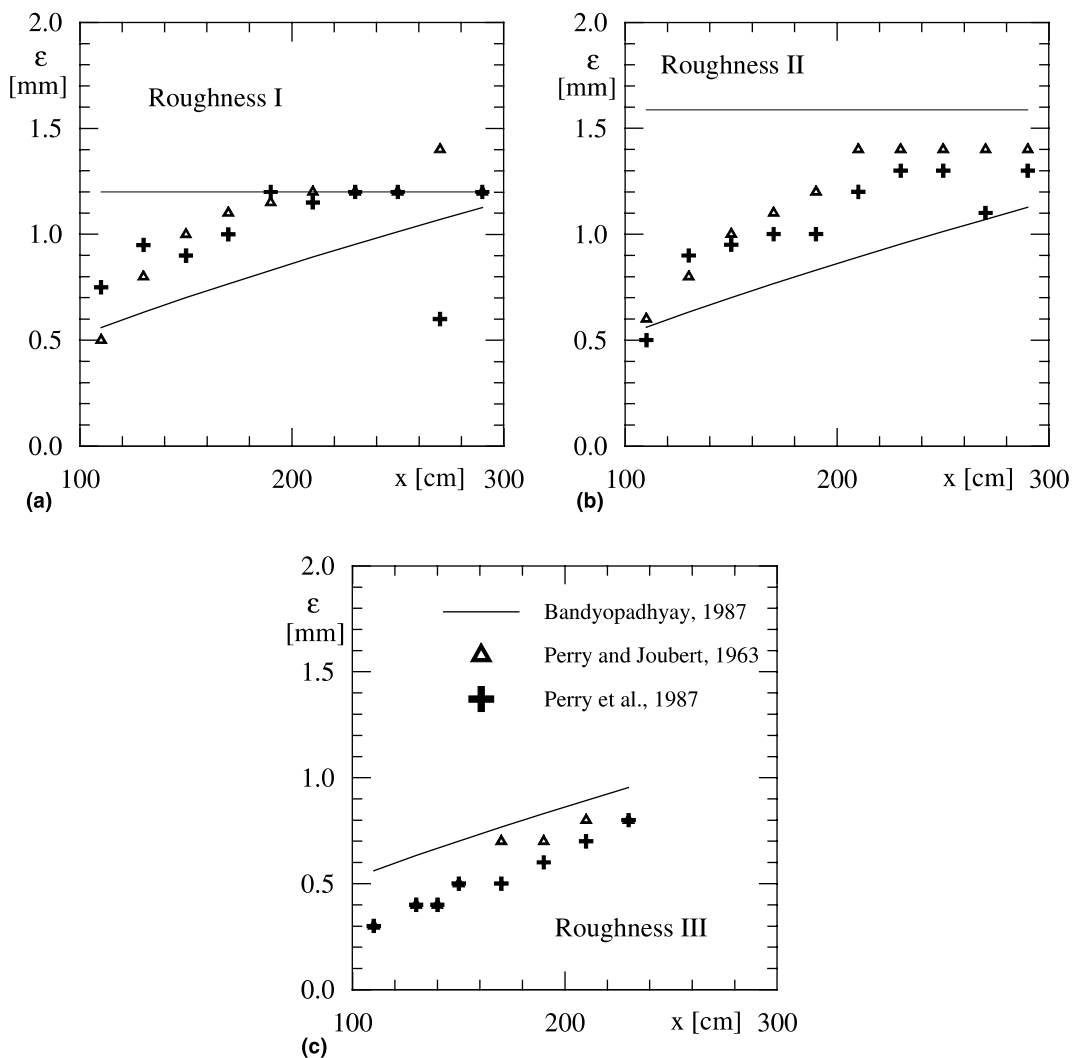 2.0
ε
[mm]
1.5
1.0
0.5
0.0
Roughness I
100
200
x [cm]
300
(a)
2.0
ε
[mm]
1.5
1.0
0.5
0.0
Roughness II
100
200
x [cm]
300
(b)
2.0
ε
[mm]
1.5
1.0
0.5
0.0
Bandyopadhyay, 1987
Perry and Joubert, 1963
Perry et al., 1987
Roughness III
100
200
x [cm]
300
(c)